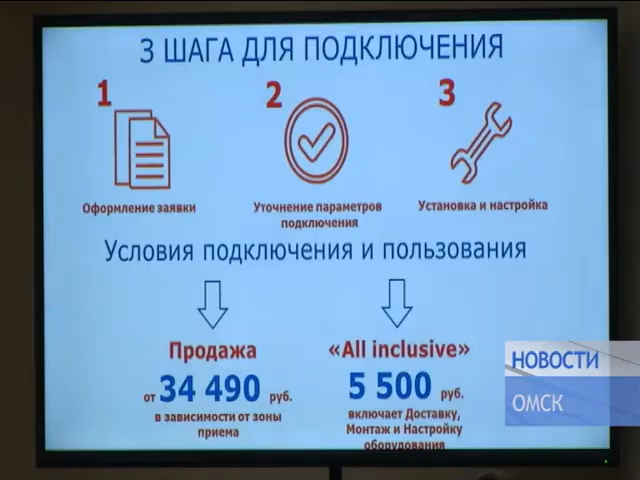 3 ШАГА ДЛЯ ПОДКЛЮЧЕНИЯ
1
2
3
Оформление заявки
Уточнение параметров
подключения
Установка и настройка
Условия подключения и пользования
Продажа
от 34 490 руб.
в зависимости от зоны
приема
«All inclusive»
5 500 руб.
включает Доставку,
Монтаж и Настройку
оборудования
НОВОСТИ
ОМСК